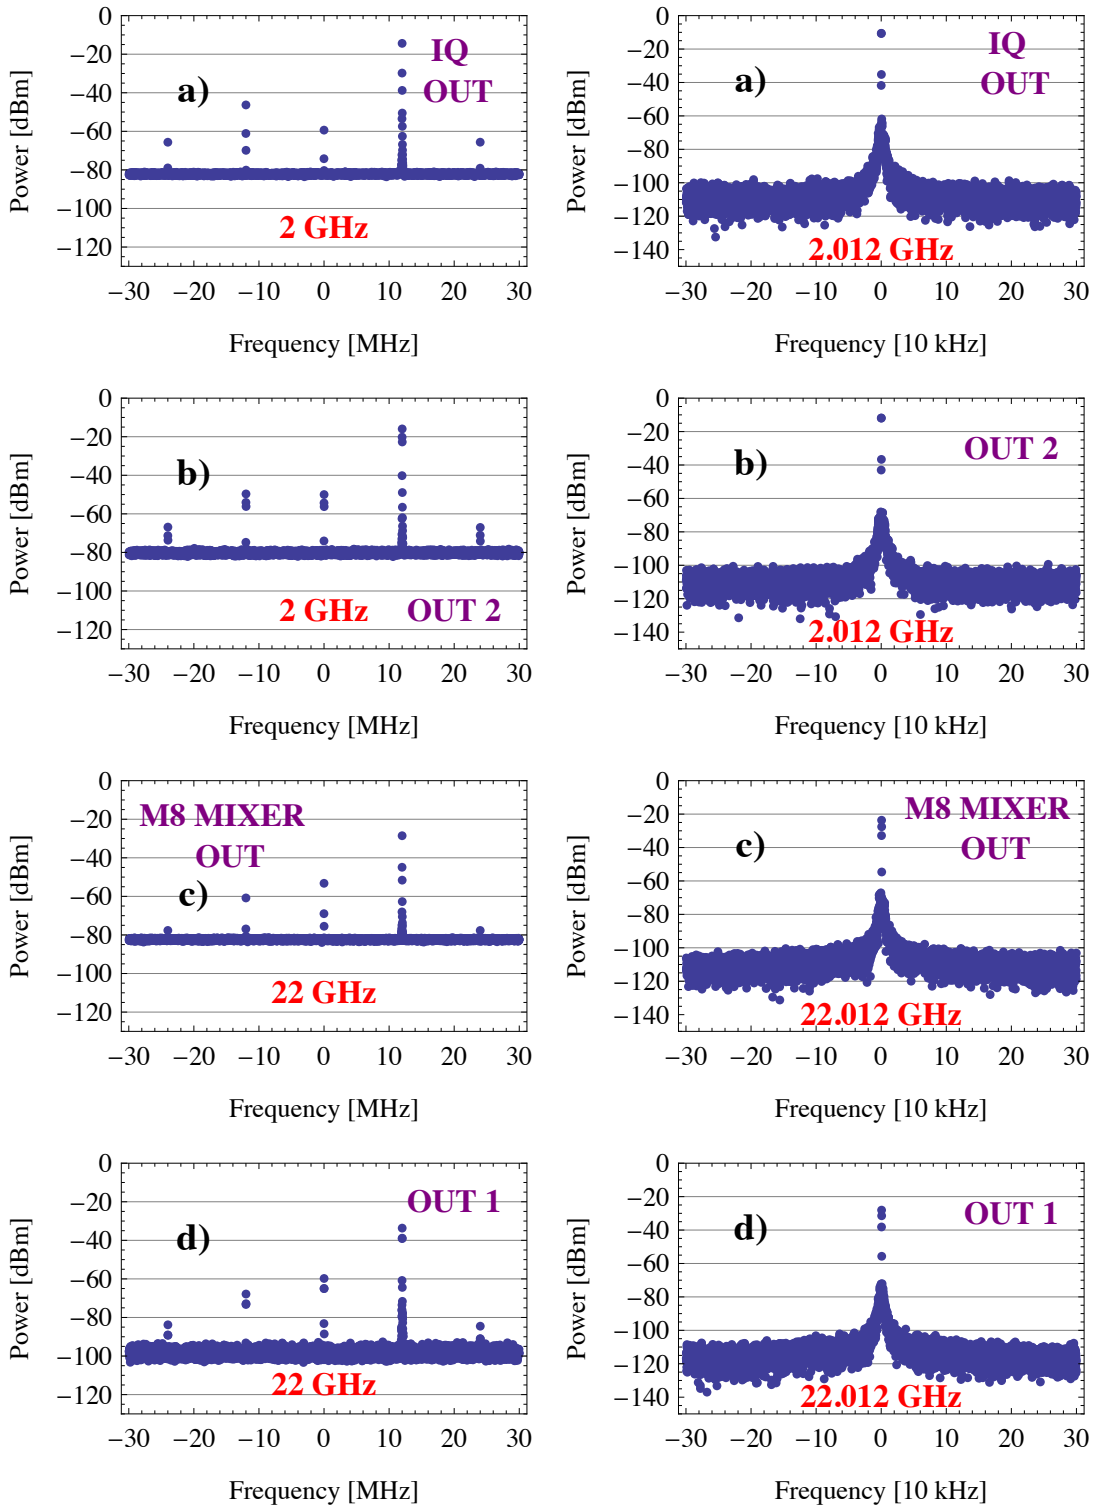 0
−20
−40
−60
−80
−100
−120
Power [dBm]
a)
IQ
OUT
2 GHz
−30 −20 −10 0 10 20 30
Frequency [MHz]
0
−20
−40
−60
−80
−100
−120
−140
Power [dBm]
a)
IQ
OUT
2.012 GHz
−30 −20 −10 0 10 20 30
Frequency [10 kHz]
0
−20
−40
−60
−80
−100
−120
Power [dBm]
b)
2 GHz OUT 2
−30 −20 −10 0 10 20 30
Frequency [MHz]
0
−20
−40
−60
−80
−100
−120
−140
Power [dBm]
b)
OUT 2
2.012 GHz
−30 −20 −10 0 10 20 30
Frequency [10 kHz]
0
−20
−40
−60
−80
−100
−120
Power [dBm]
M8 MIXER
OUT
c)
22 GHz
−30 −20 −10 0 10 20 30
Frequency [MHz]
0
−20
−40
−60
−80
−100
−120
−140
Power [dBm]
M8 MIXER
OUT
c)
22.012 GHz
−30 −20 −10 0 10 20 30
Frequency [10 kHz]
0
−20
−40
−60
−80
−100
−120
Power [dBm]
OUT 1
d)
22 GHz
−30 −20 −10 0 10 20 30
Frequency [MHz]
0
−20
−40
−60
−80
−100
−120
−140
Power [dBm]
OUT 1
d)
22.012 GHz
−30 −20 −10 0 10 20 30
Frequency [10 kHz]